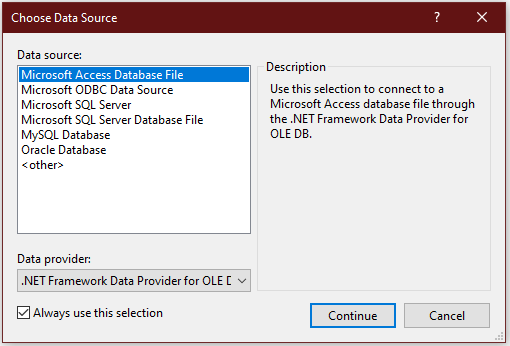 Choose Data Source
Data source:
Microsoft Access Database File
Microsoft ODBC Data Source
Microsoft SQL Server
Microsoft SQL Server Database File
MySQL Database
Oracle Database
<other>
Description
Use this selection to connect to a
Microsoft Access database file through
the .NET Framework Data Provider for
OLE DB.
Data provider:
.NET Framework Data Provider for OLE D
Always use this selection
Continue
Cancel